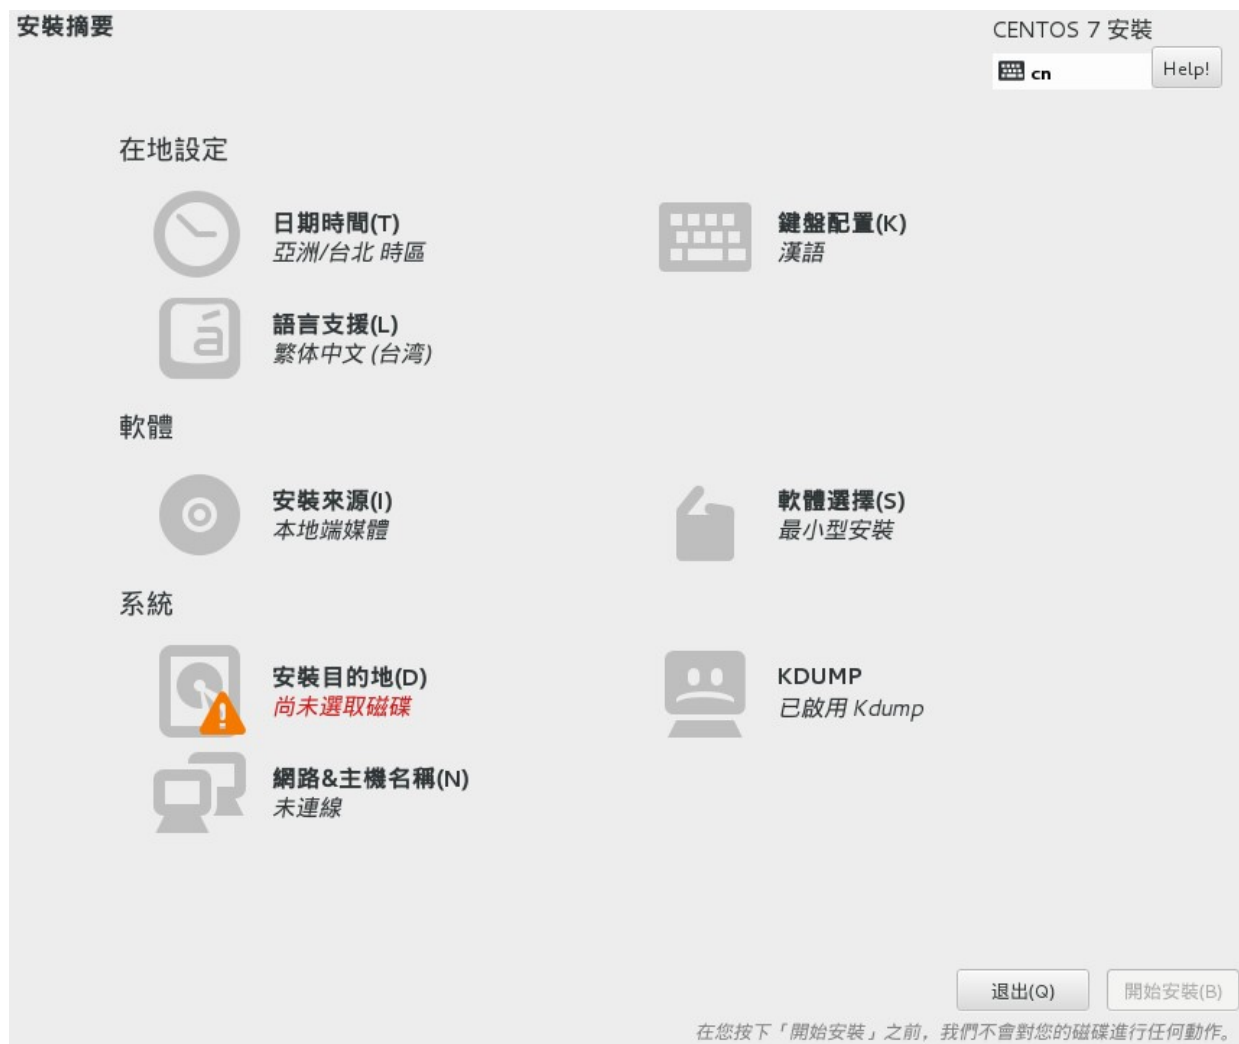 安裝摘要
CENTOS 7 安裝
cn
Help!
在地設定
日期時間(T)
亞洲/台北 時區
鍵盤配置(K)
漢語
語言支援(L)
繁体中文 (台湾)
軟體
安裝來源(I)
本地端媒體
軟體選擇(S)
最小型安裝
系統
安裝目的地(D)
尚未選取磁碟
KDUMP
已啟用 Kdump
網路&主機名稱(N)
未連線
退出(Q)
開始安裝(B)
在您按下「開始安裝」之前，我們不會對您的磁碟進行任何動作。